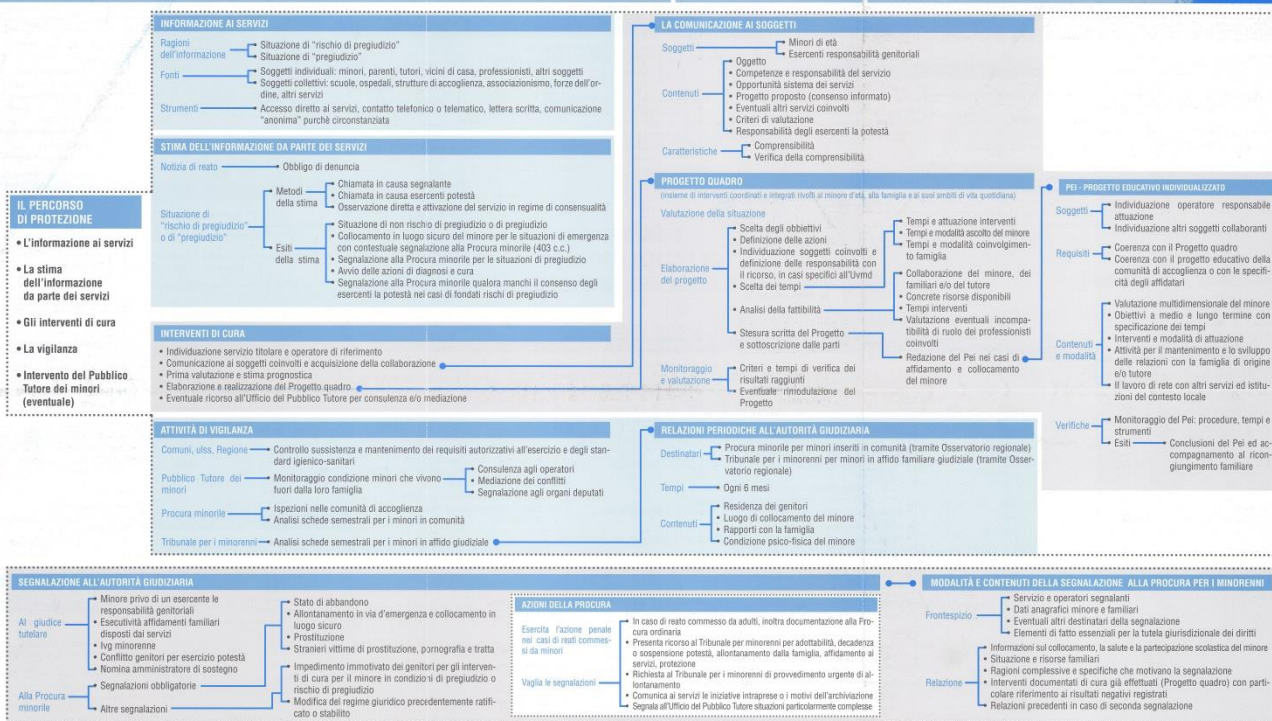 IL PERCORSO
DI PROTEZIONE
• L'informazione ai servizi
• La stima
dell'informazione
da parte dei servizi
• Gli interventi di cura
• La vigilanza
• Intervento del Pubblico
Tutore dei minori
(eventuale)
INFORMAZIONE AI SERVIZI
Ragioni
dell'informazione
• Situazione di "rischio di pregiudizio"
• Situazione di "pregiudizio"
Fonti
• Soggetti individuali: minori, parenti, tutori, vicini di casa, professionisti, altri soggetti
• Soggetti collettivi: scuole, ospedali, strutture di accoglienza, associazionismo, forze dell'or-
dine, altri servizi
Strumenti
• Accesso diretto ai servizi, contatto telefonico o telematico, lettera scritta, comunicazione
"anonima" purchè circostanziata
STIMA DELL'INFORMAZIONE DA PARTE DEI SERVIZI
Notizia di reato
• Obbligo di denuncia
Situazione di
"rischio di pregiudizio"
o di "pregiudizio"
• Metodi
della stima
• Chiamata in causa segnalante
• Chiamata in causa esercenti potestà
• Osservazione diretta e attivazione del servizio in regime di consensualità
• Esiti
della stima
• Situazione di non rischio di pregiudizio o di pregiudizio
• Collocamento in luogo sicuro del minore per le situazioni di emergenza
con contestuale segnalazione alla Procura minorile (403 c.c.)
• Segnalazione alla Procura minorile per le situazioni di pregiudizio
• Avvio delle azioni di diagnosi e cura
• Segnalazione alla Procura minorile qualora manchi il consenso degli
esercenti la potestà nei casi di fondati rischi di pregiudizio
INTERVENTI DI CURA
• Individuazione servizio titolare e operatore di riferimento
• Comunicazione ai soggetti coinvolti e acquisizione della collaborazione
• Prima valutazione e stima prognostica
• Elaborazione e realizzazione del Progetto quadro
• Eventuale ricorso all'Ufficio del Pubblico Tutore per consulenza e/o mediazione
LA COMUNICAZIONE AI SOGGETTI
Soggetti
• Minori di età
• Esercenti responsabilità genitoriali
Contenuti
• Oggetto
• Competenze e responsabilità del servizio
• Opportunità sistema dei servizi
• Progetto proposto (consenso informato)
• Eventuali altri servizi coinvolti
• Criteri di valutazione
• Responsabilità degli esercenti la potestà
Caratteristiche
• Comprensibilità
• Verifica della comprensibilità
PROGETTO QUADRO
(insieme di interventi coordinati e integrati rivolti al minore d'età, alla famiglia e ai suoi ambiti di vita quotidiana)
Valutazione della situazione
Elaborazione
del progetto
• Scelta degli obbiettivi
• Definizione delle azioni
• Individuazione soggetti coinvolti e
definizione delle responsabilità con
il ricorso, in casi specifici all'Uvmd
• Scelta dei tempi
• Tempi e attuazione interventi
• Tempi e modalità ascolto del minore
• Tempi e modalità coinvolgimen-
to famiglia
• Analisi della fattibilità
• Collaborazione del minore, dei
familiari e/o del tutore
• Concrete risorse disponibili
• Tempi interventi
• Valutazione eventuali incompa-
tibilità di ruolo dei professionisti
coinvolti
• Stesura scritta del Progetto
e sottoscrizione dalle parti
• Redazione del Pei nei casi di
affidamento e collocamento
del minore
Monitoraggio
e valutazione
• Criteri e tempi di verifica dei
risultati raggiunti
• Eventuale rimodulazione del
Progetto
PEI - PROGETTO EDUCATIVO INDIVIDUALIZZATO
Soggetti
• Individuazione operatore responsabile
attuazione
• Individuazione altri soggetti collaboranti
Requisiti
• Coerenza con il Progetto quadro
• Coerenza con il progetto educativo della
comunità di accoglienza o con le specifi-
cità degli affidatari
Contenuti
e modalità
• Valutazione multidimensionale del minore
• Obiettivi a medio e lungo termine con
specificazione dei tempi
• Interventi e modalità di attuazione
• Attività per il mantenimento e lo sviluppo
delle relazioni con la famiglia di origine
e/o tutore
• Il lavoro di rete con altri servizi ed istitu-
zioni del contesto locale
Verifiche
• Monitoraggio del Pei: procedure, tempi e
strumenti
• Esiti
• Conclusioni del Pei ed ac-
compagnamento al ricon-
giungimento familiare
ATTIVITÀ DI VIGILANZA
Comuni, ulss, Regione
• Controllo sussistenza e mantenimento dei requisiti autorizzativi all'esercizio e degli stan-
dard igienico-sanitari
Pubblico Tutore dei
minori
• Monitoraggio condizione minori che vivono
fuori dalla loro famiglia
• Consulenza agli operatori
• Mediazione dei conflitti
• Segnalazione agli organi deputati
Procura minorile
• Ispezioni nelle comunità di accoglienza
• Analisi schede semestrali per i minori in comunità
Tribunale per i minorenni
• Analisi schede semestrali per i minori in affido giudiziale
RELAZIONI PERIODICHE ALL'AUTORITÀ GIUDIZIARIA
Destinatari
• Procura minorile per minori inseriti in comunità (tramite Osservatorio regionale)
• Tribunale per i minorenni per minori in affido familiare giudiziale (tramite Osser-
vatorio regionale)
Tempi
• Ogni 6 mesi
Contenuti
• Residenza dei genitori
• Luogo di collocamento del minore
• Rapporti con la famiglia
• Condizione psico-fisica del minore
SEGNALAZIONE ALL'AUTORITÀ GIUDIZIARIA
Al giudice
tutelare
• Minore privo di un esercente le
responsabilità genitoriali
• Esecutività affidamenti familiari
disposti dai servizi
• Ivg minorenne
• Conflitto genitori per esercizio potestà
• Nomina amministratore di sostegno
Alla Procura
minorile
• Segnalazioni obbligatorie
• Stato di abbandono
• Allontanamento in via d'emergenza e collocamento in
luogo sicuro
• Prostituzione
• Stranieri vittime di prostituzione, pornografia e tratta
• Altre segnalazioni
• Impedimento immotivato dei genitori per gli interven-
ti di cura per il minore in condizioni di pregiudizio o
rischio di pregiudizio
• Modifica del regime giuridico precedentemente ratifi-
cato o stabilito
AZIONI DELLA PROCURA
Esercita l'azione penale
nei casi di reati commes-
si da minori
• In caso di reato commesso da adulti, inoltra documentazione alla Pro-
cura ordinaria
Vaglia le segnalazioni
• Presenta ricorso al Tribunale per minorenni per adottabilità, decadenza
o sospensione potestà, allontanamento dalla famiglia, affidamento ai
servizi, protezione
• Richiesta al Tribunale per i minorenni di provvedimento urgente di al-
lontanamento
• Comunica ai servizi le iniziative intraprese o i motivi dell'archiviazione
• Segnala all'Ufficio del Pubblico Tutore situazioni particolarmente complesse
MODALITÀ E CONTENUTI DELLA SEGNALAZIONE ALLA PROCURA PER I MINORENNI
Frontespizio
• Servizio e operatori segnalanti
• Dati anagrafici minore e familiari
• Eventuali altri destinatari della segnalazione
• Elementi di fatto essenziali per la tutela giurisdizionale dei diritti
Relazione
• Informazioni sul collocamento, la salute e la partecipazione scolastica del minore
• Situazione e risorse familiari
• Ragioni complessive e specifiche che motivano la segnalazione
• Interventi documentati di cura già effettuati (Progetto quadro) con parti-
colare riferimento ai risultati negativi registrati
• Relazioni precedenti in caso di seconda segnalazione